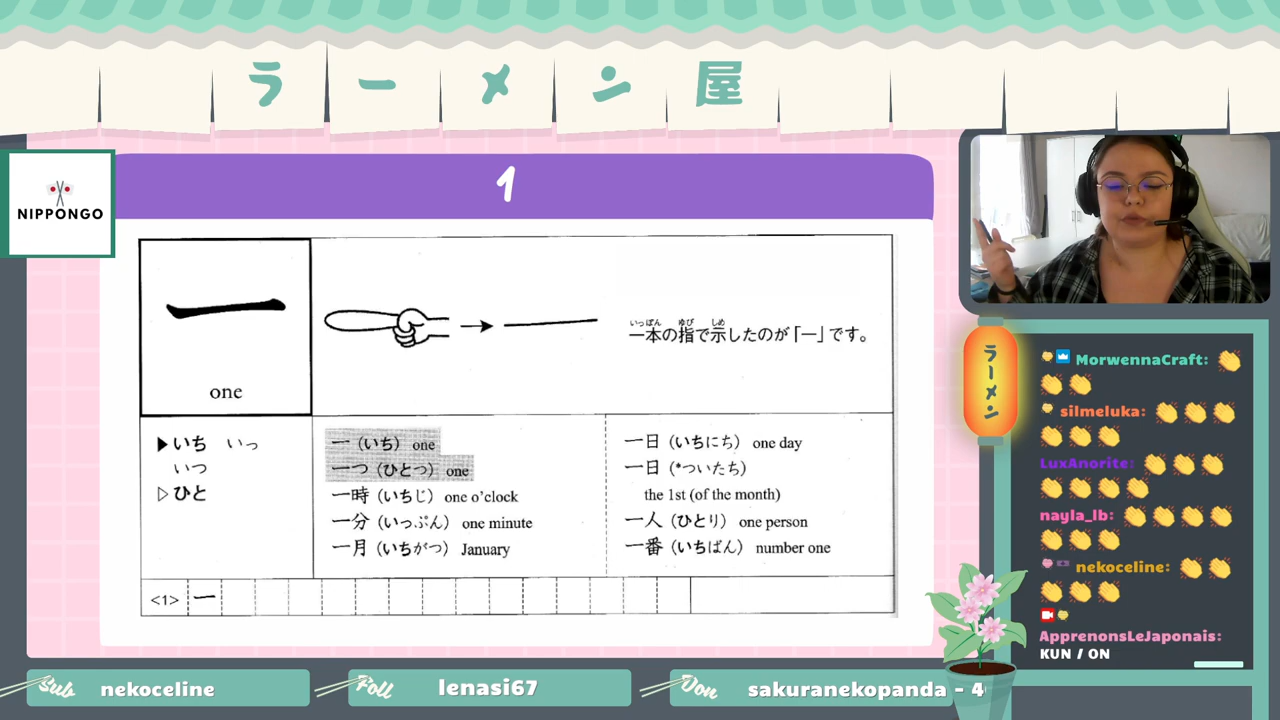 ラーメン屋
NIPPONGO
1
一
one
いっぽん ゆび しめ
一本の指で示したのが「一」です。
▶いち いっ
いつ
▷ひと
一（いち）one
一つ（ひとつ）one
一時（いちじ）one o'clock
一分（いっぷん）one minute
一月（いちがつ）January
一日（いちにち）one day
一日（*ついたち）
the 1st (of the month)
一人（ひとり）one person
一番（いちばん）number one
<1> 一
ラーメン
MorwennaCraft: 👏
👏👏
silmeluka: 👏👏👏
👏👏👏
LuxAnorite: 👏👏👏
👏👏👏👏
nayla_lb: 👏👏👏👏
👏👏👏
nekoceline: 👏👏
👏👏👏
ApprenonsLeJaponais:
KUN / ON
Sub nekoceline
Foll lenasi67
Don sakuranekopanda - 4